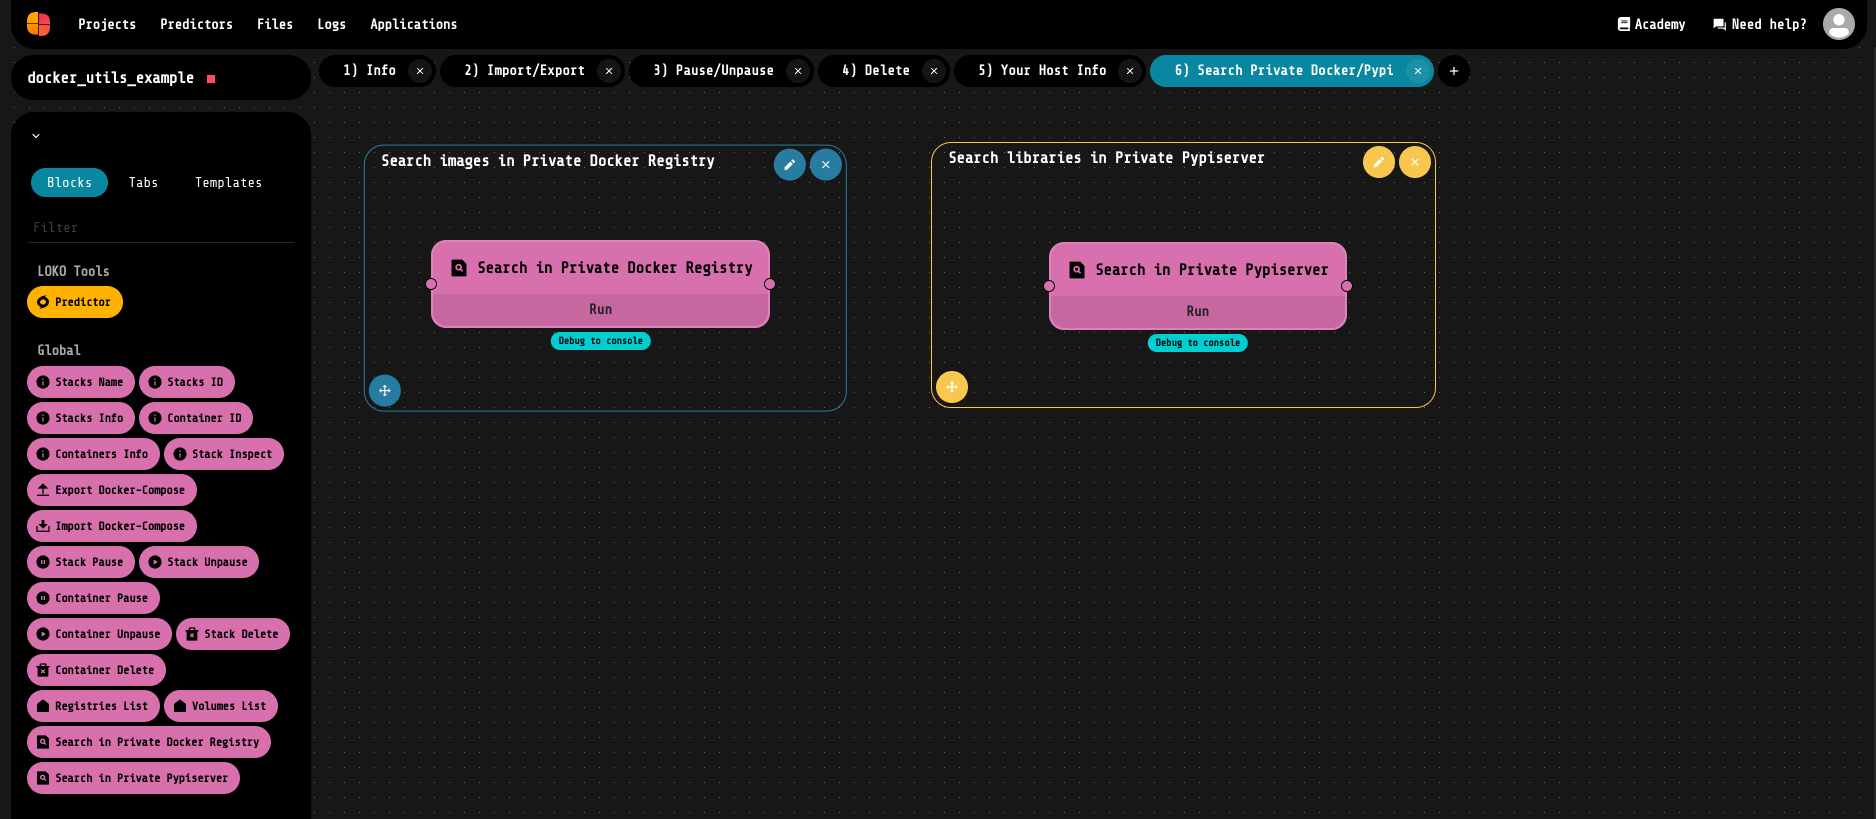 Projects Predictors Files Logs Applications Academy Need help?
docker_utils_example
1) Info 2) Import/Export 3) Pause/Unpause 4) Delete 5) Your Host Info 6) Search Private Docker/Pypi
Blocks Tabs Templates
Filter
LOKO Tools
Predictor
Global
Stacks Name Stacks ID
Stacks Info Container ID
Containers Info Stack Inspect
Export Docker-Compose
Import Docker-Compose
Stack Pause Stack Unpause
Container Pause
Container Unpause Stack Delete
Container Delete
Registries List Volumes List
Search in Private Docker Registry
Search in Private Pypiserver
Search images in Private Docker Registry
Search in Private Docker Registry
Run
Debug to console
Search libraries in Private Pypiserver
Search in Private Pypiserver
Run
Debug to console